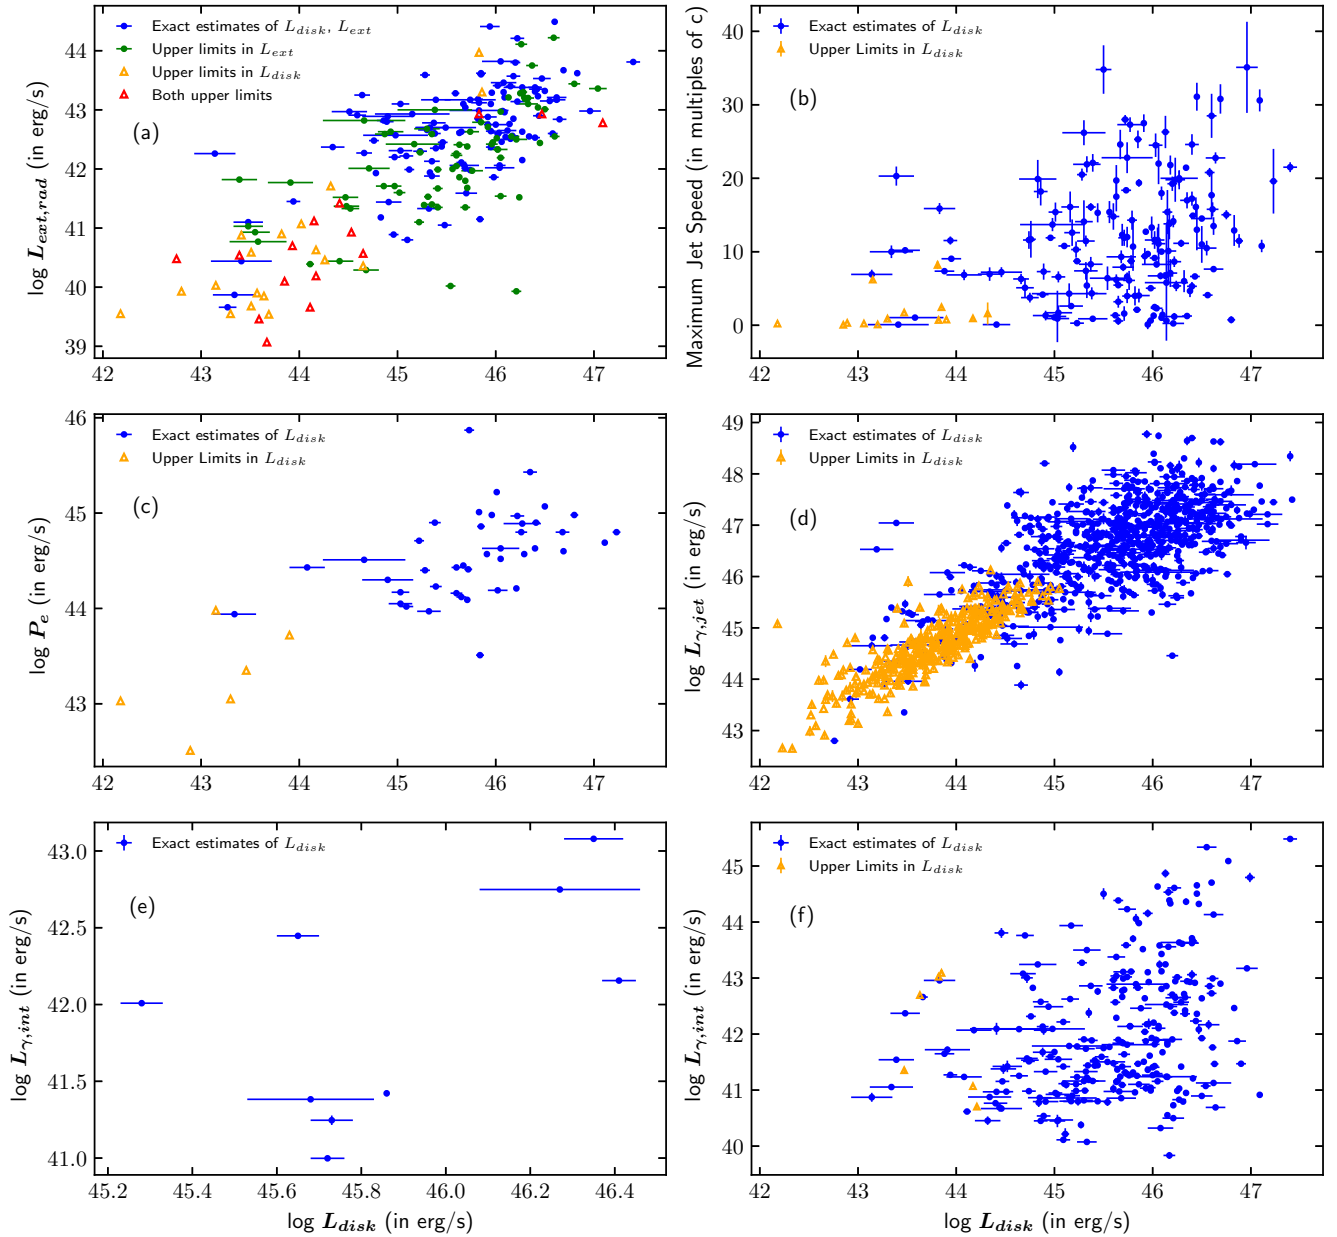 Exact estimates of L_disk, L_ext
Upper limits in L_ext
Upper limits in L_disk
Both upper limits
(a)
log L_ext,rad (in erg/s)
44
43
42
41
40
39
42 43 44 45 46 47
Exact estimates of L_disk
Upper Limits in L_disk
(b)
Maximum Jet Speed (in multiples of c)
40
30
20
10
0
42 43 44 45 46 47
Exact estimates of L_disk
Upper Limits in L_disk
(c)
log P_e (in erg/s)
46
45
44
43
42 43 44 45 46 47
Exact estimates of L_disk
Upper Limits in L_disk
(d)
log L_γ,jet (in erg/s)
49
48
47
46
45
44
43
42 43 44 45 46 47
Exact estimates of L_disk
(e)
log L_γ,int (in erg/s)
43.0
42.5
42.0
41.5
41.0
45.2 45.4 45.6 45.8 46.0 46.2 46.4
log L_disk (in erg/s)
Exact estimates of L_disk
Upper Limits in L_disk
(f)
log L_γ,int (in erg/s)
45
44
43
42
41
40
42 43 44 45 46 47
log L_disk (in erg/s)